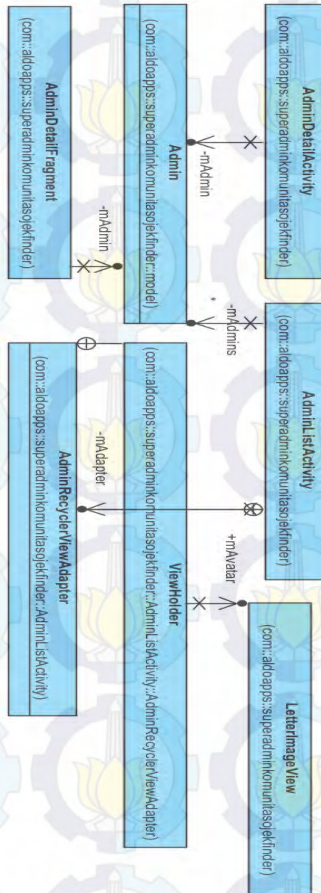 AdminDetailActivity
(com::aldoapps::superadminkomunitasojekfinder)
AdminListActivity
(com::aldoapps::superadminkomunitasojekfinder)
LetterImageView
(com::aldoapps::superadminkomunitasojekfinder)
-mAdmin
*
-mAdmins
+mAvatar
Admin
(com::aldoapps::superadminkomunitasojekfinder::model)
ViewHolder
(com::aldoapps::superadminkomunitasojekfinder::AdminListActivity::AdminRecyclerViewAdapter)
-mAdmin
-mAdapter
AdminDetailFragment
(com::aldoapps::superadminkomunitasojekfinder)
AdminRecyclerViewAdapter
(com::aldoapps::superadminkomunitasojekfinder::AdminListActivity)